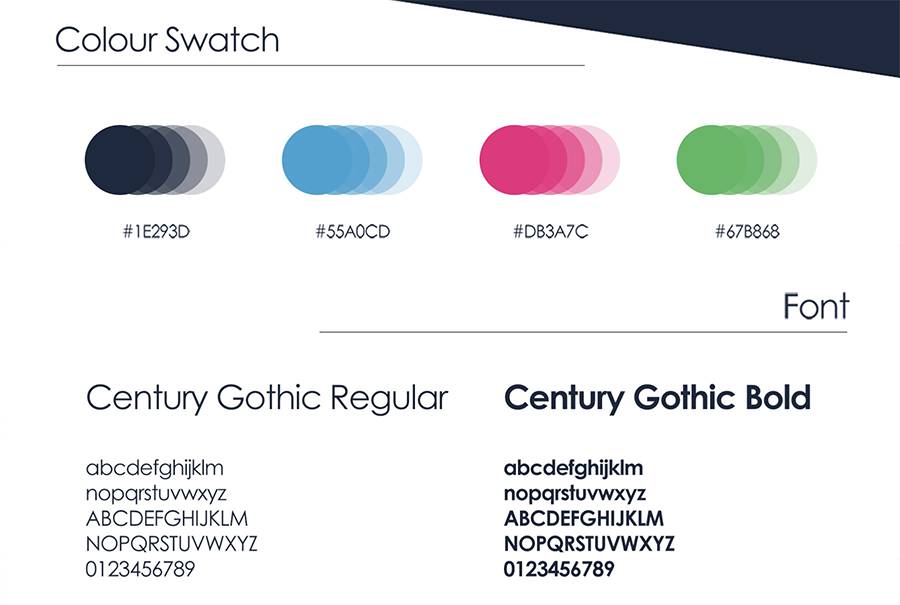 Colour Swatch
#1E293D
#55A0CD
#DB3A7C
#67B868
Font
Century Gothic Regular
abcdefghijklm
nopqrstuvwxyz
ABCDEFGHIJKLM
NOPQRSTUVWXYZ
0123456789
Century Gothic Bold
abcdefghijklm
nopqrstuvwxyz
ABCDEFGHIJKLM
NOPQRSTUVWXYZ
0123456789